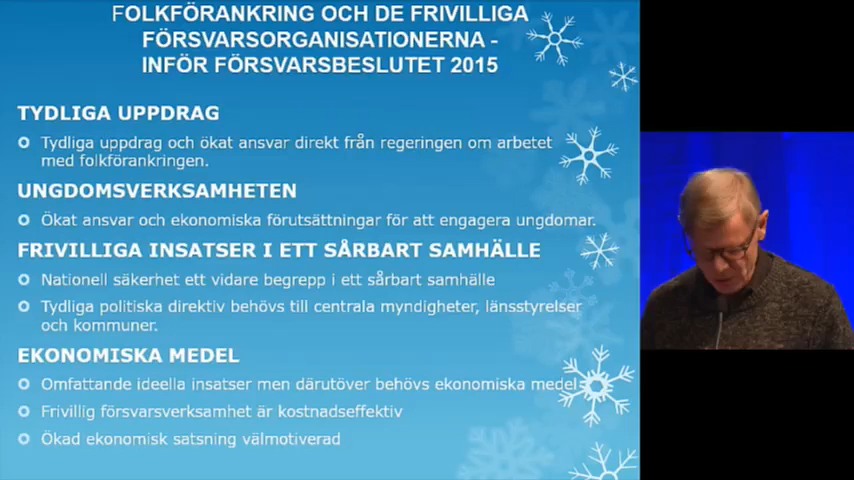 FOLKFÖRANKRING OCH DE FRIVILLIGA
FÖRSVARSORGANISATIONERNA -
INFÖR FÖRSVARSBESLUTET 2015
TYDLIGA UPPDRAG
Tydliga uppdrag och ökat ansvar direkt från regeringen om arbetet
med folkförankringen.
UNGDOMSVERKSAMHETEN
Ökat ansvar och ekonomiska förutsättningar för att engagera ungdomar.
FRIVILLIGA INSATSER I ETT SÅRBART SAMHÄLLE
Nationell säkerhet ett vidare begrepp i ett sårbart samhälle
Tydliga politiska direktiv behövs till centrala myndigheter, länsstyrelser
och kommuner.
EKONOMISKA MEDEL
Omfattande ideella insatser men därutöver behövs ekonomiska medel
Frivillig försvarsverksamhet är kostnadseffektiv
Ökad ekonomisk satsning välmotiverad